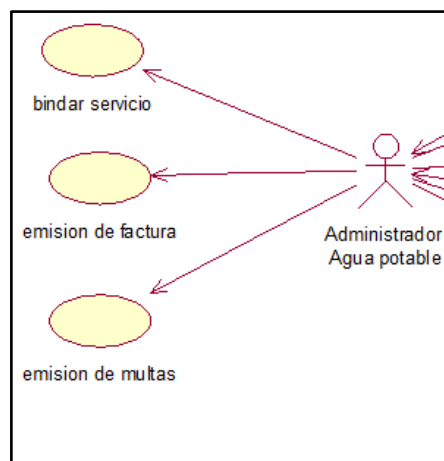 bindar servicio
emision de factura
Administrador
Agua potable
emision de multas